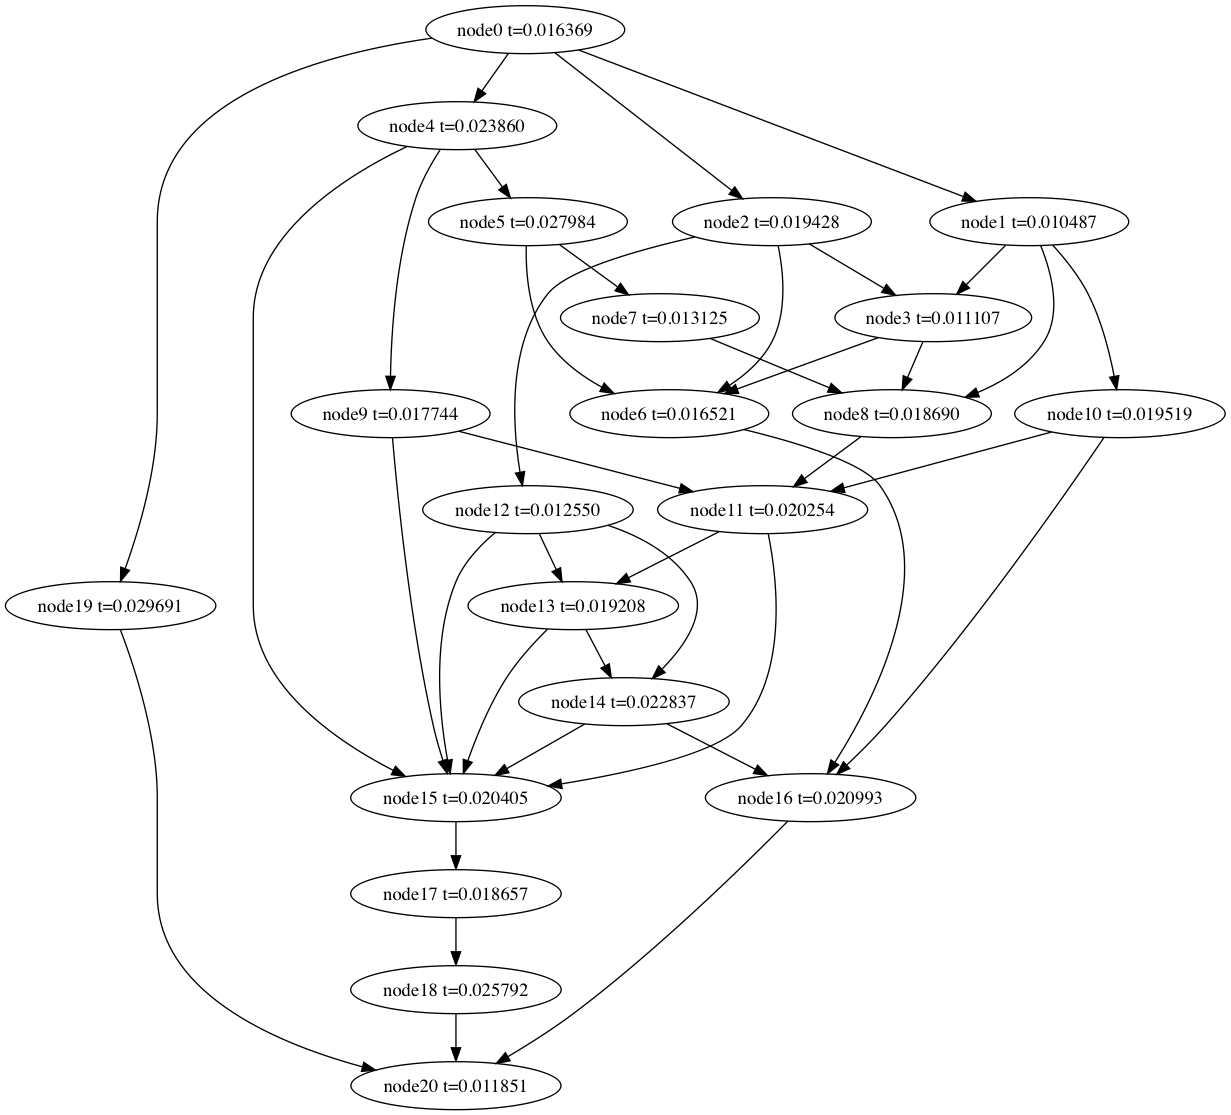 node0 t=0.016369
node4 t=0.023860
node5 t=0.027984
node2 t=0.019428
node1 t=0.010487
node7 t=0.013125
node3 t=0.011107
node9 t=0.017744
node6 t=0.016521
node8 t=0.018690
node10 t=0.019519
node12 t=0.012550
node11 t=0.020254
node19 t=0.029691
node13 t=0.019208
node14 t=0.022837
node15 t=0.020405
node16 t=0.020993
node17 t=0.018657
node18 t=0.025792
node20 t=0.011851